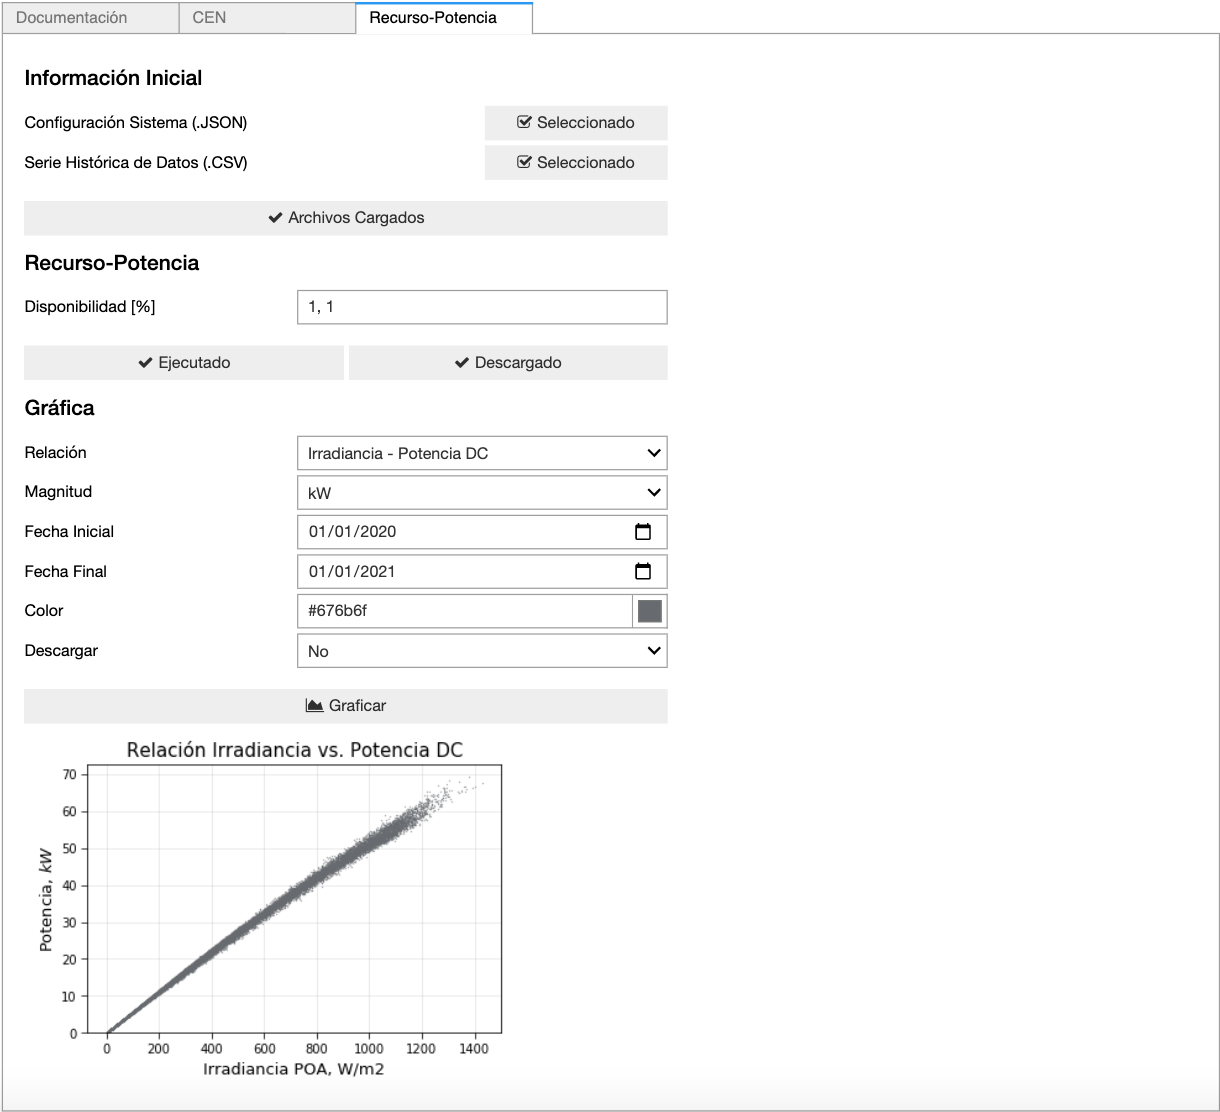 Documentación CEN Recurso-Potencia
Información Inicial
Configuración Sistema (.JSON) Seleccionado
Serie Histórica de Datos (.CSV) Seleccionado
Archivos Cargados
Recurso-Potencia
Disponibilidad [%] 1, 1
Ejecutado Descargado
Gráfica
Relación Irradiancia - Potencia DC
Magnitud kW
Fecha Inicial 01/01/2020
Fecha Final 01/01/2021
Color #676b6f
Descargar No
Graficar
Relación Irradiancia vs. Potencia DC
Potencia, kW
70
60
50
40
30
20
10
0
0 200 400 600 800 1000 1200 1400
Irradiancia POA, W/m2